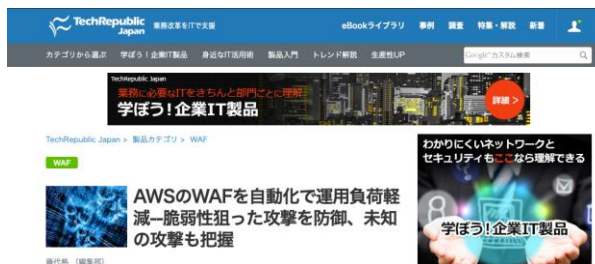 TechRepublic Japan 業務改革をITで支援
eBookライブラリ 事例 調査 特集・解説 新着
カテゴリから選ぶ 学ぼう!企業IT製品 身近なIT活用術 製品入門 トレンド解説 生産性UP
Google カスタム検索
TechRepublic Japan
業務に必要なITをきちんと部門ごとに理解
学ぼう!企業IT製品
詳細 >
TechRepublic Japan > 製品カテゴリ > WAF
WAF
AWSのWAFを自動化で運用負荷軽
減--脆弱性狙った攻撃を防御、未知
の攻撃も把握
わかりにくいネットワークと
セキュリティもここなら理解できる
学ぼう!企業IT製品